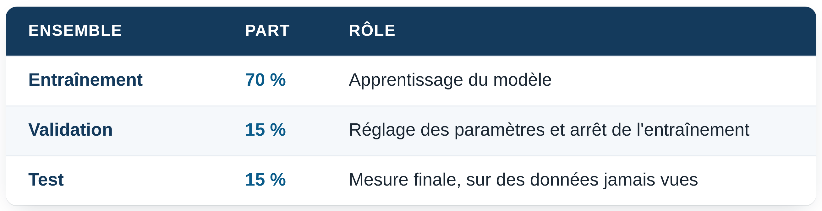 ENSEMBLE PART RÔLE
Entraînement 70 % Apprentissage du modèle
Validation 15 % Réglage des paramètres et arrêt de l'entraînement
Test 15 % Mesure finale, sur des données jamais vues